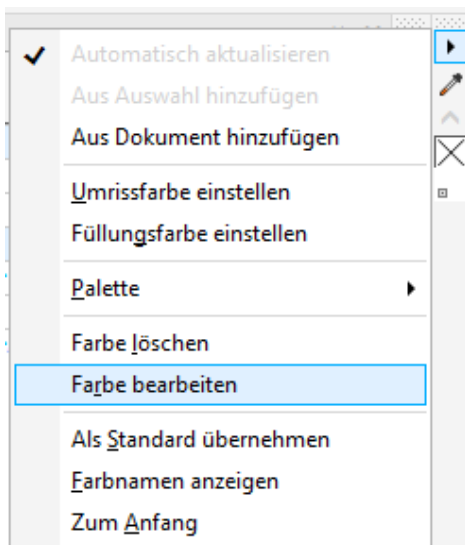 Automatisch aktualisieren
Aus Auswahl hinzufügen
Aus Dokument hinzufügen
Umrissfarbe einstellen
Füllungsfarbe einstellen
Palette
Farbe löschen
Farbe bearbeiten
Als Standard übernehmen
Farbnamen anzeigen
Zum Anfang